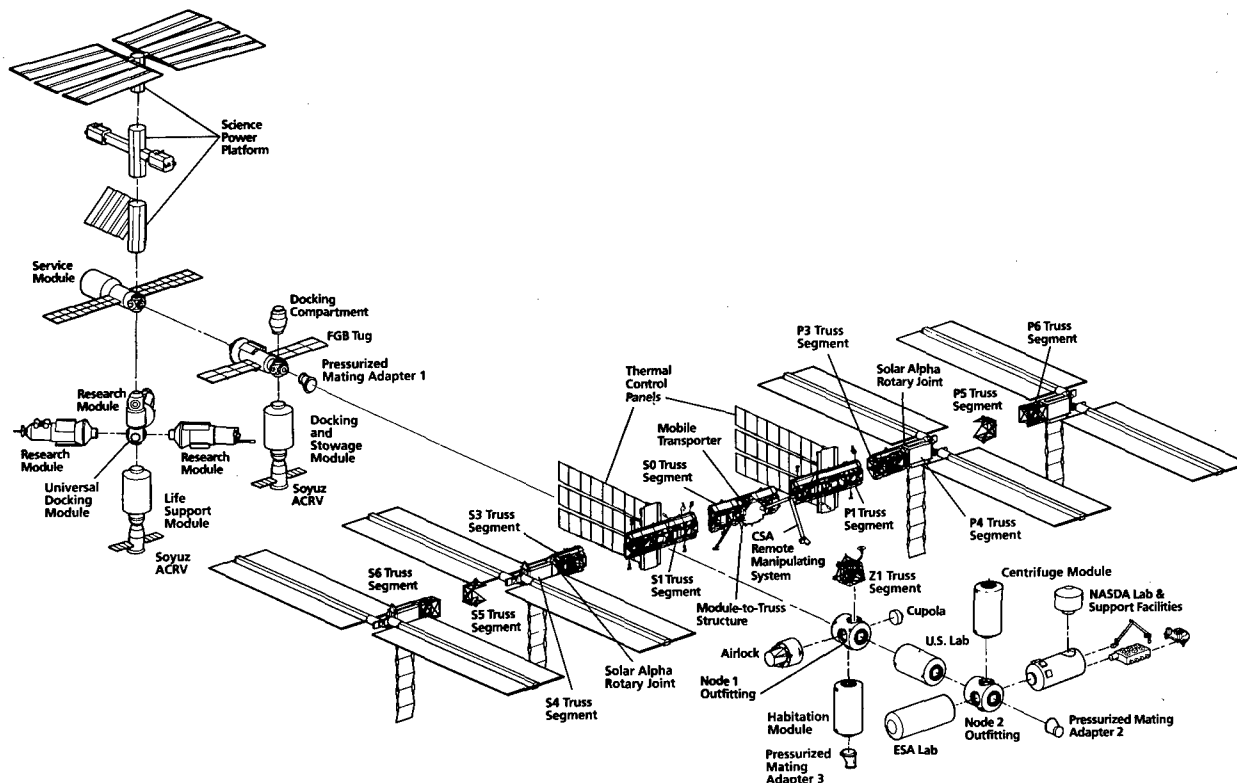 Science
Power
Platform
Service
Module
Docking
Compartment
FGB Tug
Pressurized
Mating Adapter 1
Research
Module
Research
Module
Research
Module
Universal
Docking
Module
Life
Support
Module
Soyuz
ACRV
Docking
and
Stowage
Module
Soyuz
ACRV
Thermal
Control
Panels
Mobile
Transporter
S0 Truss
Segment
P3 Truss
Segment
Solar Alpha
Rotary Joint
P5 Truss
Segment
P6 Truss
Segment
P1 Truss
Segment
P4 Truss
Segment
CSA
Remote
Manipulating
System
S3 Truss
Segment
S1 Truss
Segment
Module-to-Truss
Structure
S6 Truss
Segment
S5 Truss
Segment
Solar Alpha
Rotary Joint
S4 Truss
Segment
Z1 Truss
Segment
Centrifuge Module
NASDA Lab &
Support Facilities
Cupola
U.S. Lab
Airlock
Node 1
Outfitting
Habitation
Module
ESA Lab
Node 2
Outfitting
Pressurized Mating
Adapter 2
Pressurized
Mating
Adapter 3